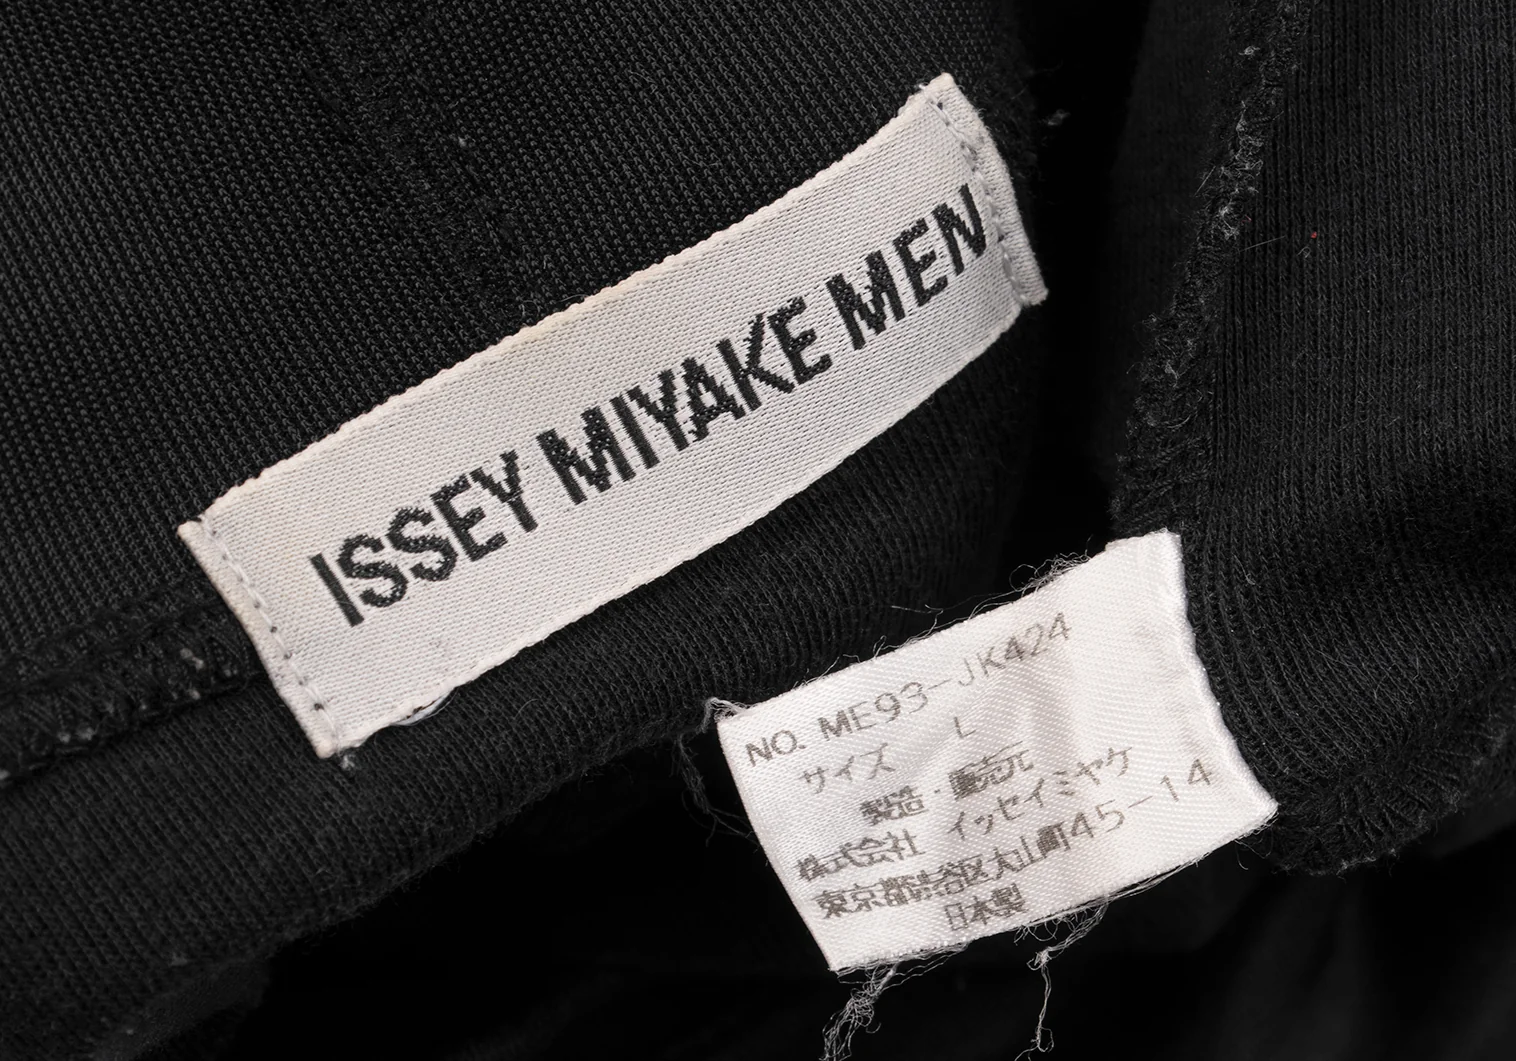 ISSEY MIYAKE MEN
NO. ME93-JK424
サイズ L
製造・販売元
株式会社 イッセイミヤケ
東京都渋谷区大山町45-14
日本製